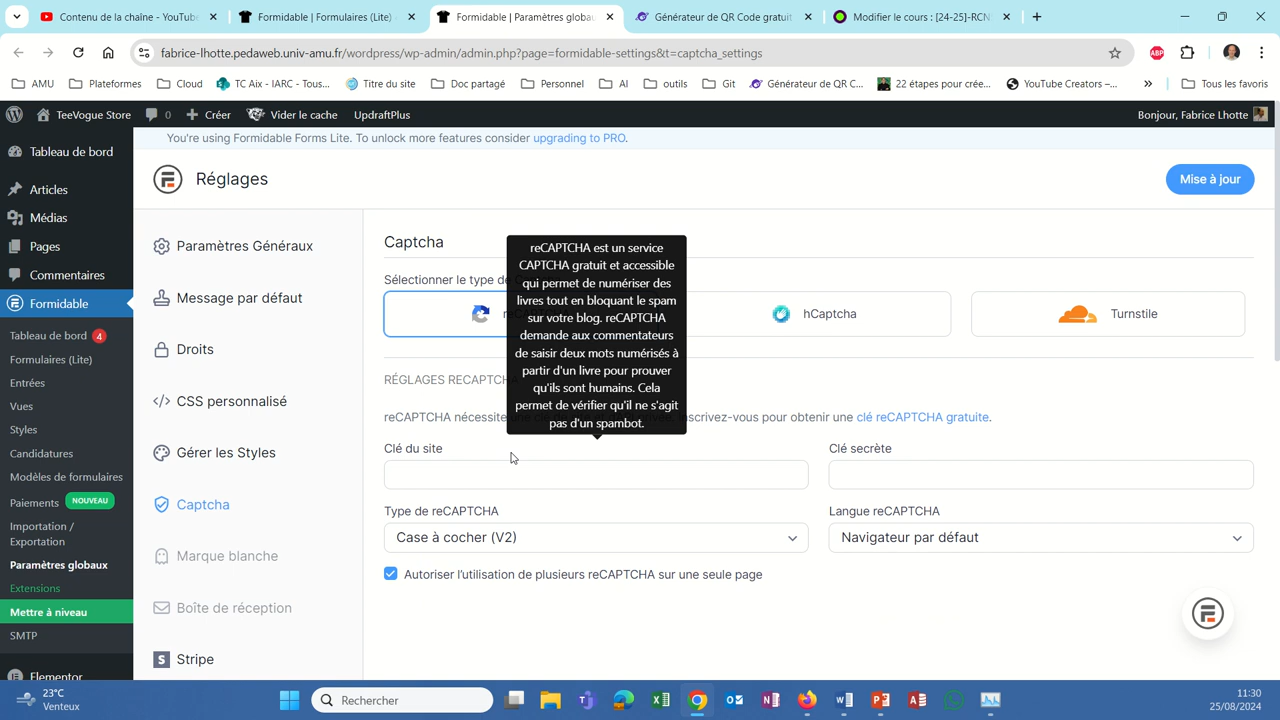 Contenu de la chaîne - YouTube
Formidable | Formulaires (Lite)
Formidable | Paramètres globau
Générateur de QR Code gratuit
Modifier le cours : [24-25]-RCN
fabrice-lhotte.pedaweb.univ-amu.fr/wordpress/wp-admin/admin.php?page=formidable-settings&t=captcha_settings
ABP
AMU
Plateformes
Cloud
TC Aix - IARC - Tous...
Titre du site
Doc partagé
Personnel
AI
outils
Git
Générateur de QR C...
22 étapes pour crée...
YouTube Creators –...
»
Tous les favoris
TeeVogue Store
0
Créer
Vider le cache
UpdraftPlus
Bonjour, Fabrice Lhotte
You're using Formidable Forms Lite. To unlock more features consider upgrading to PRO.
Tableau de bord
Articles
Médias
Pages
Commentaires
Formidable
Tableau de bord 4
Formulaires (Lite)
Entrées
Vues
Styles
Candidatures
Modèles de formulaires
Paiements NOUVEAU
Importation /
Exportation
Paramètres globaux
Extensions
Mettre à niveau
SMTP
Elementor
Réglages
Mise à jour
Paramètres Généraux
Message par défaut
Droits
CSS personnalisé
Gérer les Styles
Captcha
Marque blanche
Boîte de réception
S Stripe
Captcha
Sélectionner le type de
reCAPTCHA est un service
CAPTCHA gratuit et accessible
qui permet de numériser des
livres tout en bloquant le spam
sur votre blog. reCAPTCHA
demande aux commentateurs
de saisir deux mots numérisés à
partir d'un livre pour prouver
qu'ils sont humains. Cela
permet de vérifier qu'il ne s'agit
pas d'un spambot.
hCaptcha
Turnstile
RÉGLAGES RECAPTCHA
reCAPTCHA nécessite inscrivez-vous pour obtenir une clé reCAPTCHA gratuite.
Clé du site
Clé secrète
Type de reCAPTCHA
Langue reCAPTCHA
Case à cocher (V2)
Navigateur par défaut
Autoriser l'utilisation de plusieurs reCAPTCHA sur une seule page
23°C
Venteux
Rechercher
11:30
25/08/2024